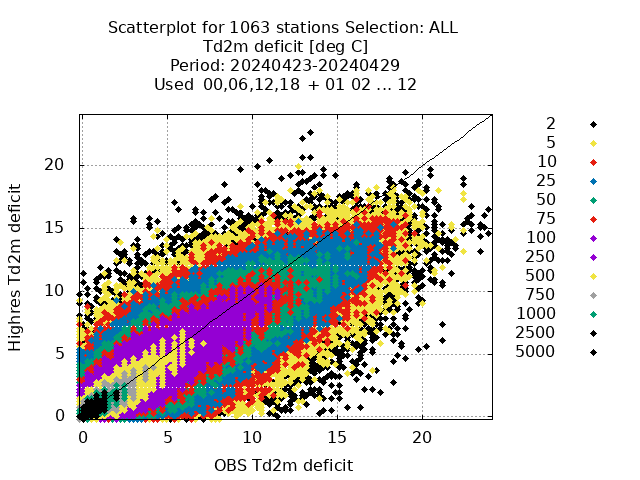 Scatterplot for 1063 stations Selection: ALL
Td2m deficit [deg C]
Period: 20240423-20240429
Used 00,06,12,18 + 01 02 ... 12
Highres Td2m deficit
20
15
10
5
0
0 5 10 15 20
OBS Td2m deficit
2
5
10
25
50
75
100
250
500
750
1000
2500
5000